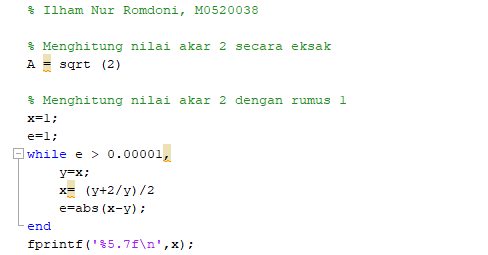 % Ilham Nur Romdoni, M0520038
% Menghitung nilai akar 2 secara eksak
A = sqrt (2)
% Menghitung nilai akar 2 dengan rumus 1
x=1;
e=1;
while e > 0.00001,
y=x;
x= (y+2/y)/2
e=abs(x-y);
end
fprintf('%5.7f\n',x);